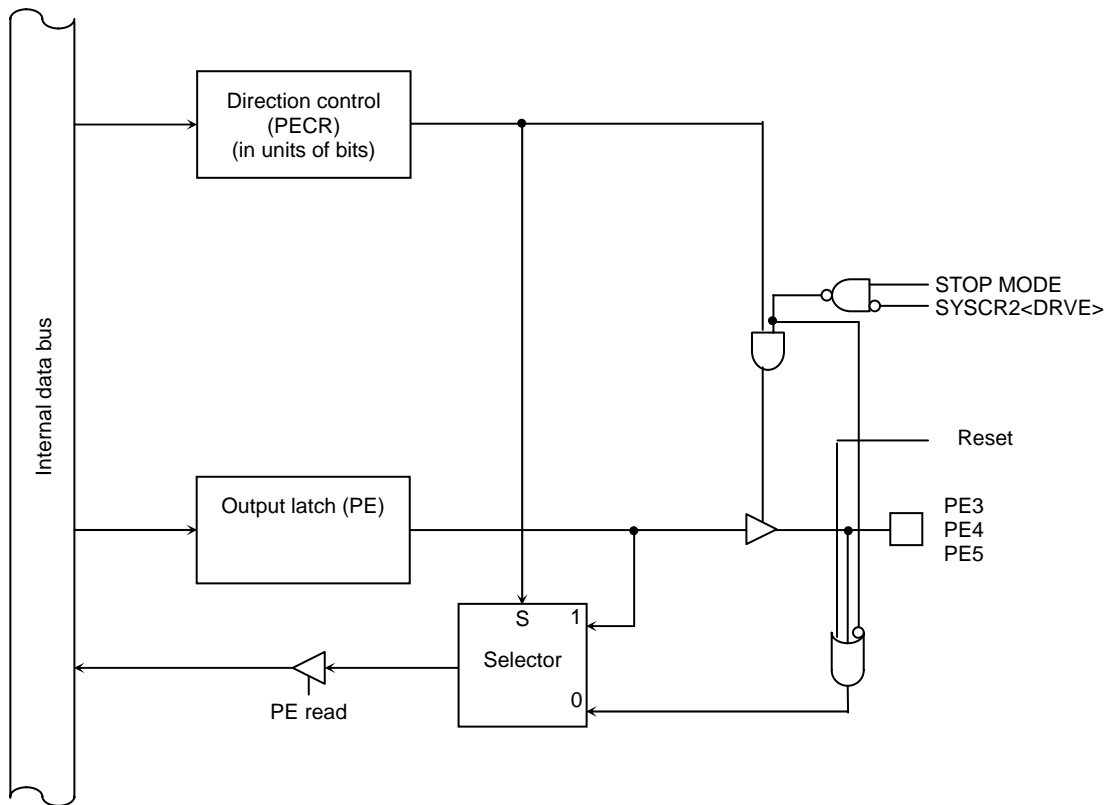 Direction control
(PECR)
(in units of bits)
STOP MODE
SYSCR2<DRVE>
Internal data bus
Reset
Output latch (PE)
PE3
PE4
PE5
S
1
Selector
0
PE read